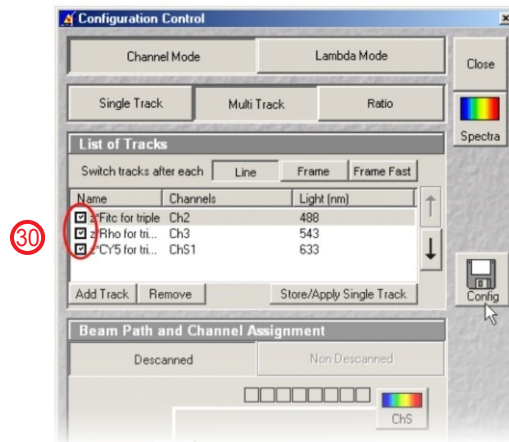 Configuration Control
Channel Mode
Lambda Mode
Close
Single Track
Multi Track
Ratio
Spectra
List of Tracks
Switch tracks after each
Line
Frame
Frame Fast
Name
Channels
Light (nm)
z*Fitc for triple Ch2 488
z*Rho for tri... Ch3 543
z*CY5 for tri... ChS1 633
30
Add Track
Remove
Store/Apply Single Track
Config
Beam Path and Channel Assignment
Descanned
Non Descanned
ChS